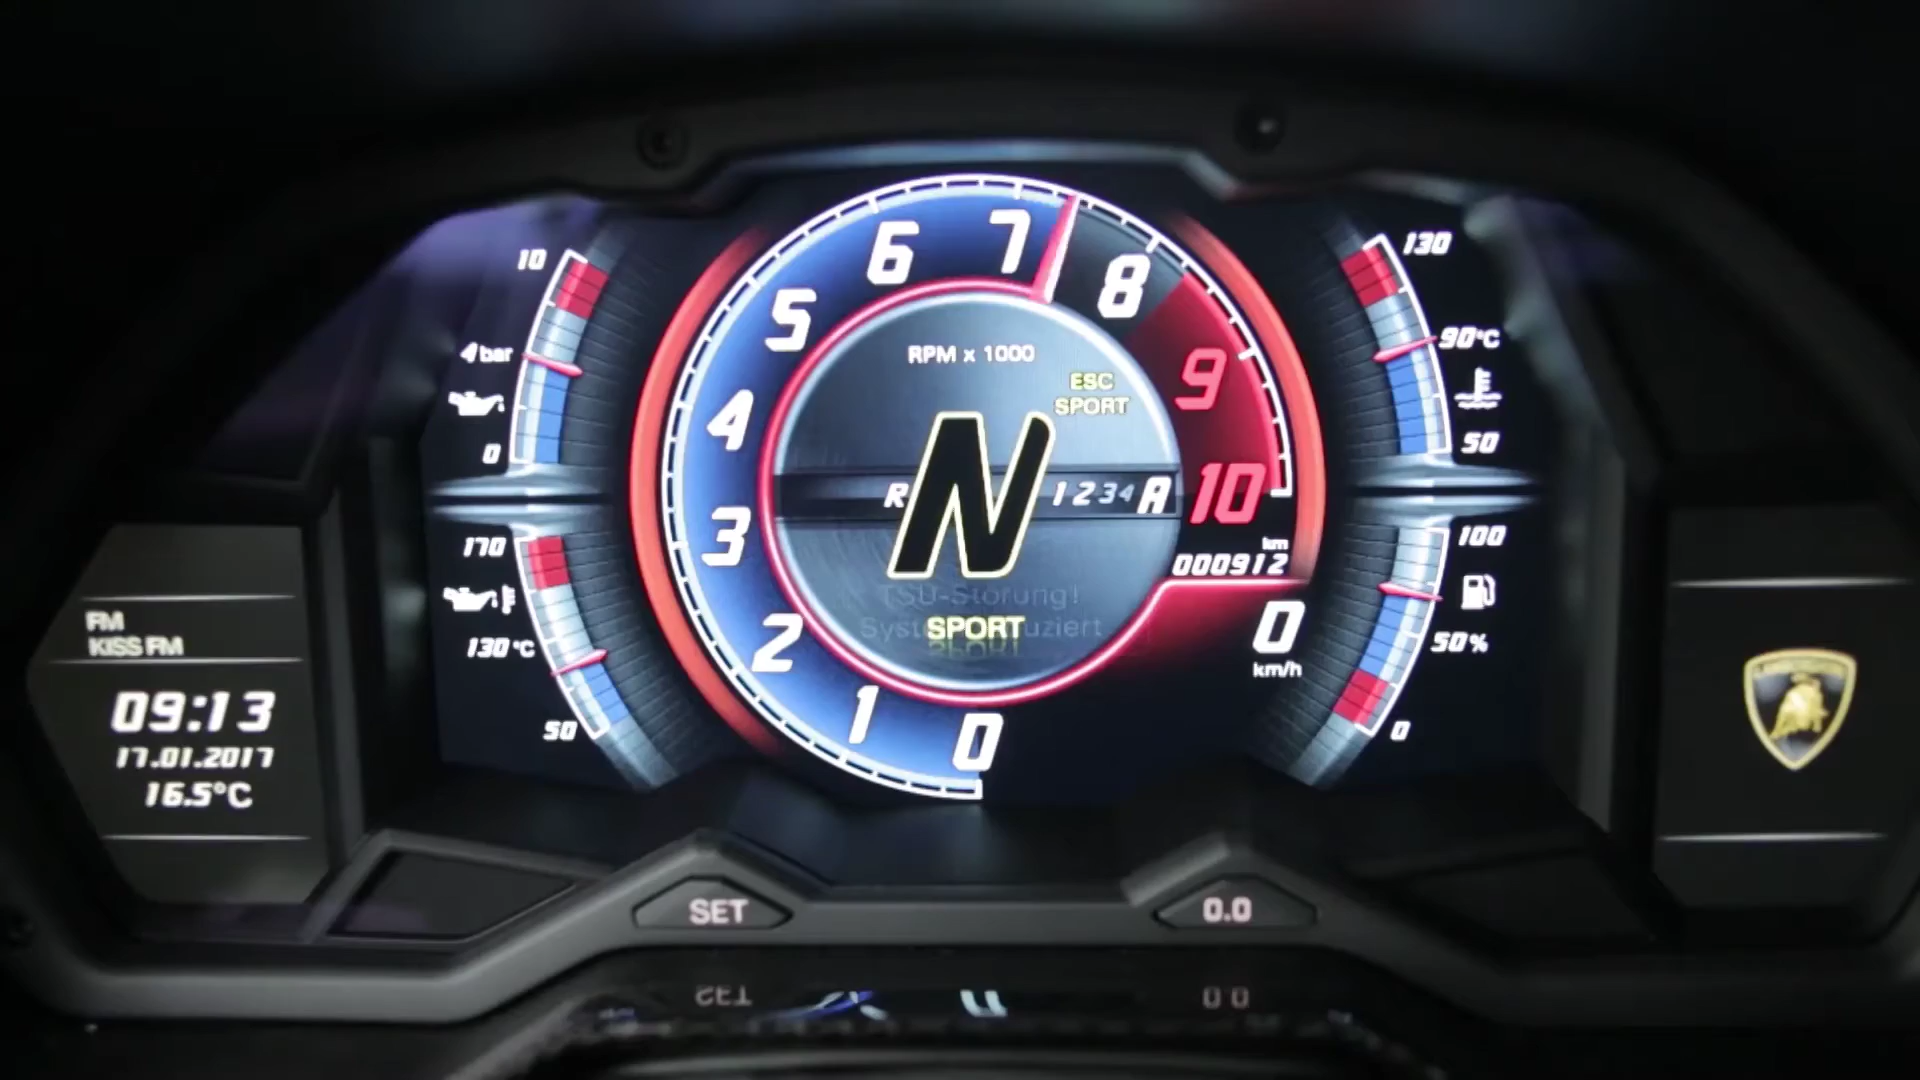 FM
KISS FM
09:13
17.01.2017
16.5°C
10
4 bar
0
170
130 °C
50
0
1
2
3
4
5
6
7
8
9
10
RPM x 1000
ESC
SPORT
R N 1 2 3 4 A
TSU-Störung!
SPORT
km
000912
0
km/h
130
90°C
50
100
50 %
0
SET
0.0